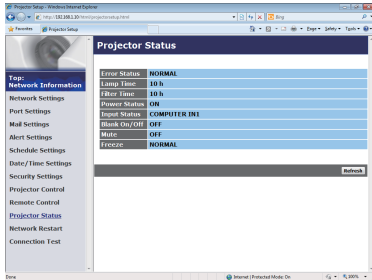 Projector Setup - Windows Internet Explorer
http://192.168.1.10/html/projectorsetup.html
Bing
Favorites
Projector Setup
Page
Safety
Tools
Projector Status
Top:
Network Information
Network Settings
Port Settings
Mail Settings
Alert Settings
Schedule Settings
Date/Time Settings
Security Settings
Projector Control
Remote Control
Projector Status
Network Restart
Connection Test
Error Status NORMAL
Lamp Time 10 h
Filter Time 10 h
Power Status ON
Input Status COMPUTER IN1
Blank On/Off OFF
Mute OFF
Freeze NORMAL
Refresh
Done
Internet | Protected Mode: On
100%